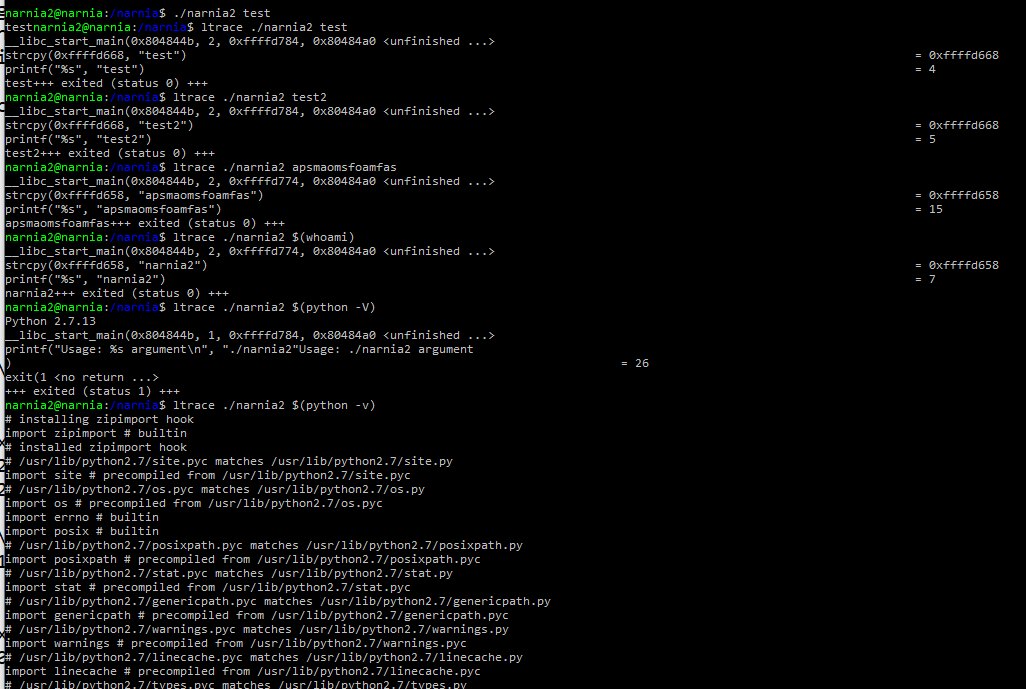 narnia2@narnia:/narnia$ ./narnia2 test
testnarnia2@narnia:/narnia$ ltrace ./narnia2 test
__libc_start_main(0x804844b, 2, 0xffffd784, 0x80484a0 <unfinished ...>
strcpy(0xffffd668, "test") = 0xffffd668
printf("%s", "test") = 4
test+++ exited (status 0) +++
narnia2@narnia:/narnia$ ltrace ./narnia2 test2
__libc_start_main(0x804844b, 2, 0xffffd784, 0x80484a0 <unfinished ...>
strcpy(0xffffd668, "test2") = 0xffffd668
printf("%s", "test2") = 5
test2+++ exited (status 0) +++
narnia2@narnia:/narnia$ ltrace ./narnia2 apsmaomsfoamfas
__libc_start_main(0x804844b, 2, 0xffffd774, 0x80484a0 <unfinished ...>
strcpy(0xffffd658, "apsmaomsfoamfas") = 0xffffd658
printf("%s", "apsmaomsfoamfas") = 15
apsmaomsfoamfas+++ exited (status 0) +++
narnia2@narnia:/narnia$ ltrace ./narnia2 $(whoami)
__libc_start_main(0x804844b, 2, 0xffffd774, 0x80484a0 <unfinished ...>
strcpy(0xffffd658, "narnia2") = 0xffffd658
printf("%s", "narnia2") = 7
narnia2+++ exited (status 0) +++
narnia2@narnia:/narnia$ ltrace ./narnia2 $(python -V)
Python 2.7.13
__libc_start_main(0x804844b, 1, 0xffffd784, 0x80484a0 <unfinished ...>
printf("Usage: %s argument\n", "./narnia2"Usage: ./narnia2 argument
) = 26
exit(1 <no return ...>
+++ exited (status 1) +++
narnia2@narnia:/narnia$ ltrace ./narnia2 $(python -v)
# installing zipimport hook
import zipimport # builtin
# installed zipimport hook
# /usr/lib/python2.7/site.pyc matches /usr/lib/python2.7/site.py
import site # precompiled from /usr/lib/python2.7/site.pyc
# /usr/lib/python2.7/os.pyc matches /usr/lib/python2.7/os.py
import os # precompiled from /usr/lib/python2.7/os.pyc
import errno # builtin
import posix # builtin
# /usr/lib/python2.7/posixpath.pyc matches /usr/lib/python2.7/posixpath.py
import posixpath # precompiled from /usr/lib/python2.7/posixpath.pyc
# /usr/lib/python2.7/stat.pyc matches /usr/lib/python2.7/stat.py
import stat # precompiled from /usr/lib/python2.7/stat.pyc
# /usr/lib/python2.7/genericpath.pyc matches /usr/lib/python2.7/genericpath.py
import genericpath # precompiled from /usr/lib/python2.7/genericpath.pyc
# /usr/lib/python2.7/warnings.pyc matches /usr/lib/python2.7/warnings.py
import warnings # precompiled from /usr/lib/python2.7/warnings.pyc
# /usr/lib/python2.7/linecache.pyc matches /usr/lib/python2.7/linecache.py
import linecache # precompiled from /usr/lib/python2.7/linecache.pyc
# /usr/lib/python2.7/types.pyc matches /usr/lib/python2.7/types.py